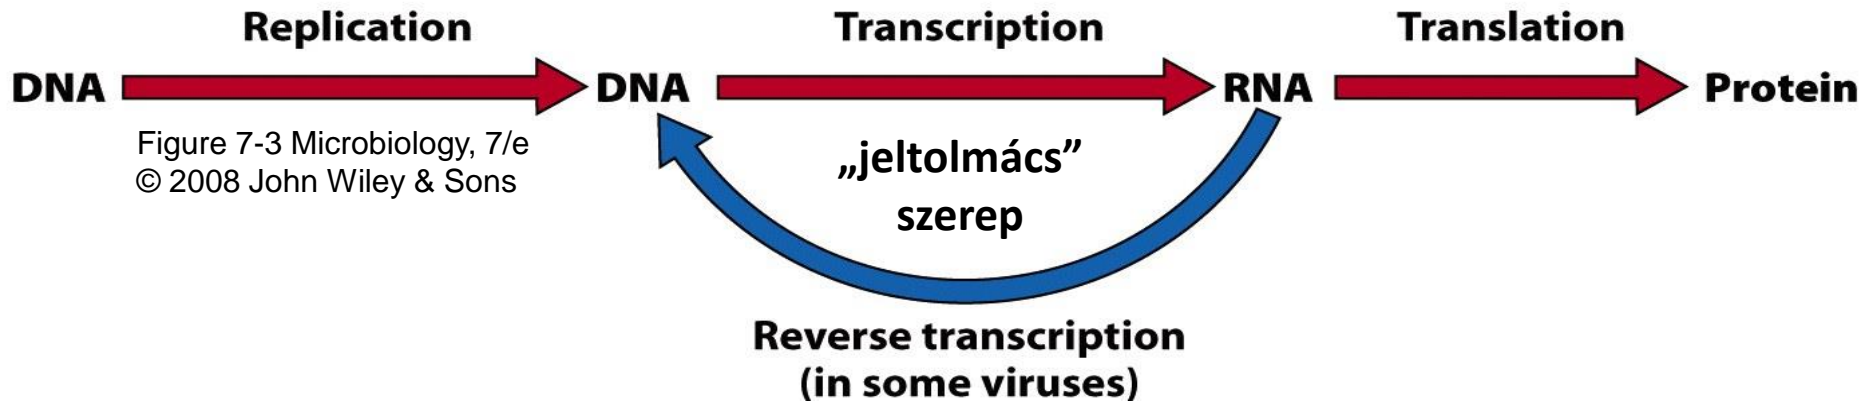 Replication Transcription Translation
DNA DNA RNA Protein
Figure 7-3 Microbiology, 7/e
© 2008 John Wiley & Sons
„jeltolmács”
szerep
Reverse transcription
(in some viruses)